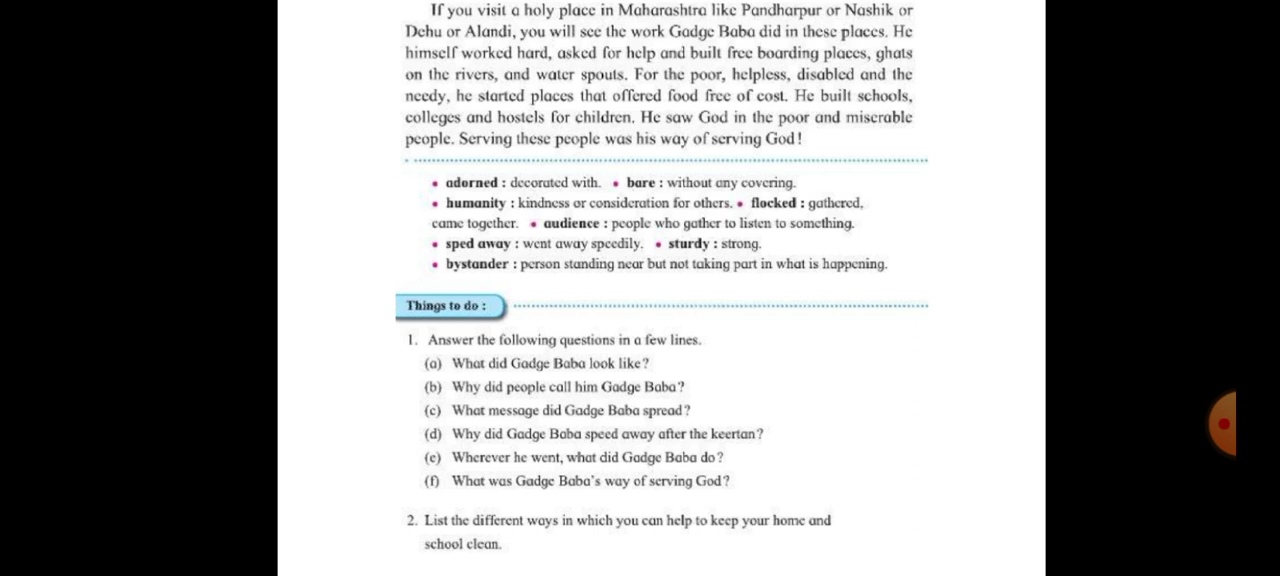 If you visit a holy place in Maharashtra like Pandharpur or Nashik or
Dehu or Alandi, you will see the work Gadge Baba did in these places. He
himself worked hard, asked for help and built free boarding places, ghats
on the rivers, and water spouts. For the poor, helpless, disabled and the
needy, he started places that offered food free of cost. He built schools,
colleges and hostels for children. He saw God in the poor and miserable
people. Serving these people was his way of serving God!
• adorned : decorated with. • bare : without any covering.
• humanity : kindness or consideration for others. • flocked : gathered,
came together. • audience : people who gather to listen to something.
• sped away : went away speedily. • sturdy : strong.
• bystander : person standing near but not taking part in what is happening.
Things to do :
1. Answer the following questions in a few lines.
(a) What did Gadge Baba look like?
(b) Why did people call him Gadge Baba?
(c) What message did Gadge Baba spread?
(d) Why did Gadge Baba speed away after the keertan?
(e) Wherever he went, what did Gadge Baba do?
(f) What was Gadge Baba's way of serving God?
2. List the different ways in which you can help to keep your home and
school clean.